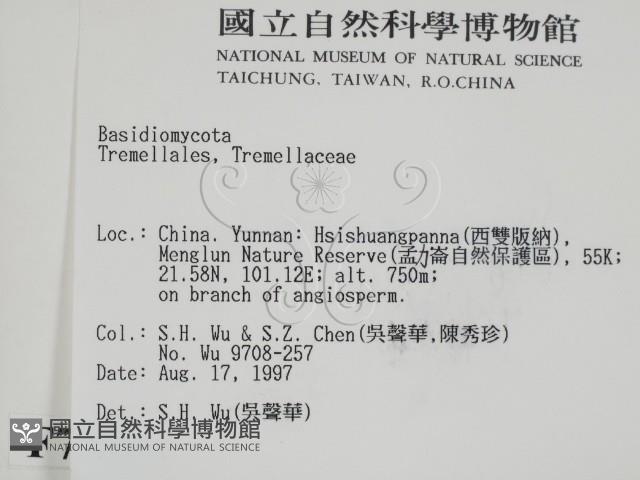 國立自然科學博物館
NATIONAL MUSEUM OF NATURAL SCIENCE
TAICHUNG, TAIWAN, R.O.CHINA
Basidiomycota
Tremellales, Tremellaceae
Loc.: China. Yunnan: Hsishuangpanna(西雙版納),
Menglun Nature Reserve(孟力崙自然保護區), 55K;
21.58N, 101.12E; alt. 750m;
on branch of angiosperm.
Col.: S.H. Wu & S.Z. Chen(吳聲華,陳秀珍)
No. Wu 9708-257
Date: Aug. 17, 1997
Det.: S.H. Wu(吳聲華)
國立自然科學博物館
NATIONAL MUSEUM OF NATURAL SCIENCE